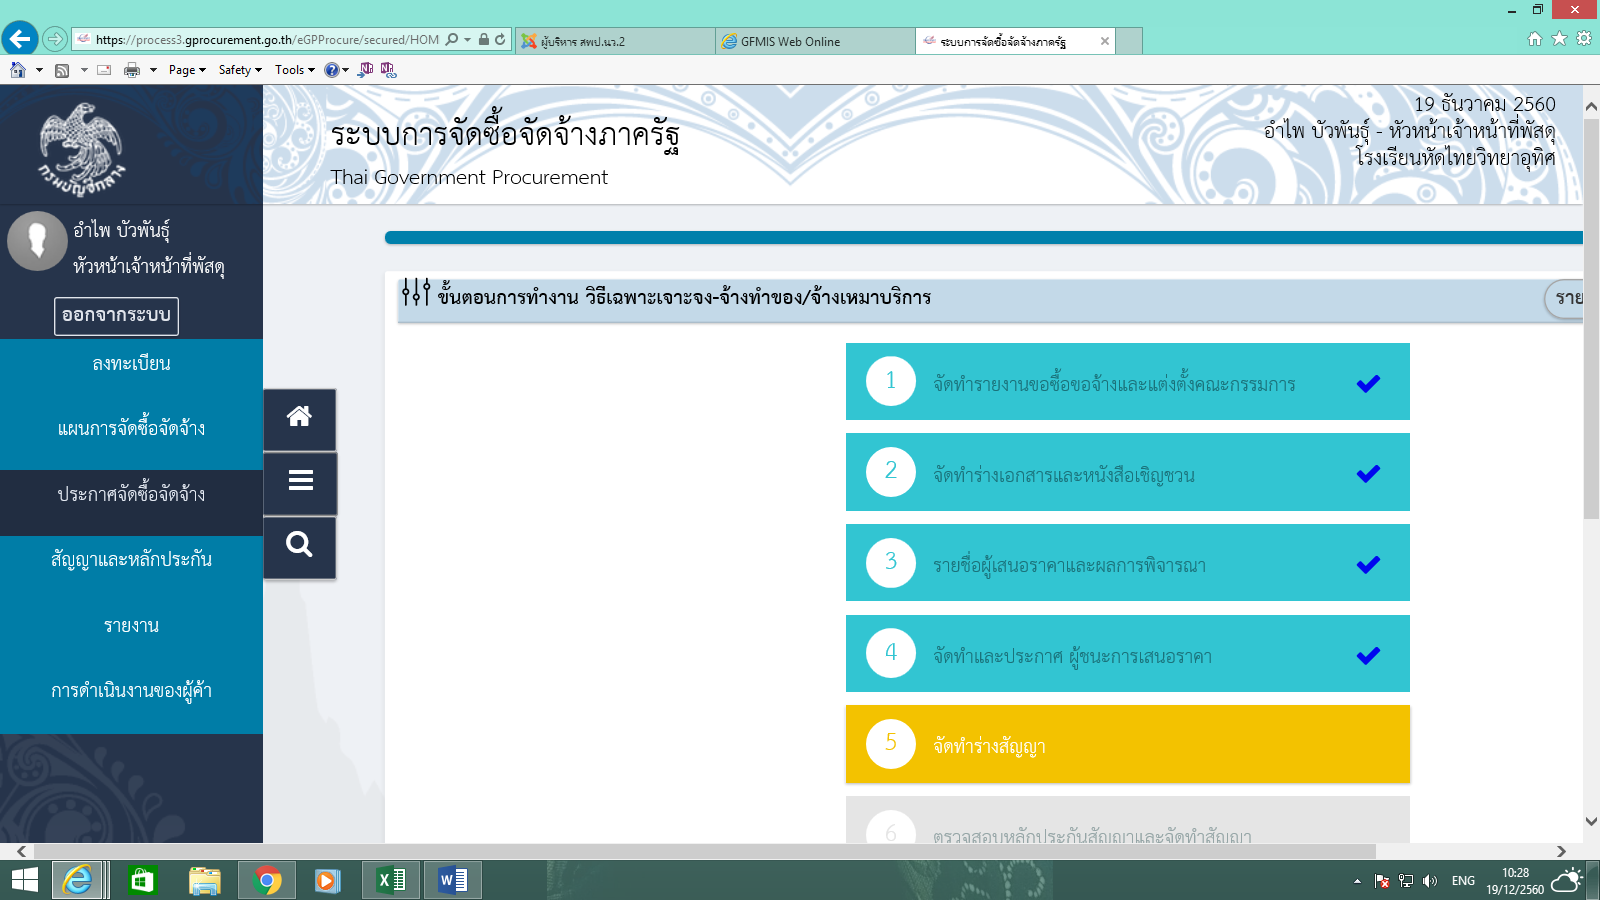 https://process3.gprocurement.go.th/eGPProcure/secured/HOM
ผู้บริหาร สพป.นว.2
GFMIS Web Online
ระบบการจัดซื้อจัดจ้างภาครัฐ
Page
Safety
Tools
กรมบัญชีกลาง
ระบบการจัดซื้อจัดจ้างภาครัฐ
Thai Government Procurement
19 ธันวาคม 2560
อำไพ บัวพันธุ์ - หัวหน้าเจ้าหน้าที่พัสดุ
โรงเรียนหัดไทยวิทยาอุทิศ
อำไพ บัวพันธุ์
หัวหน้าเจ้าหน้าที่พัสดุ
ออกจากระบบ
ลงทะเบียน
แผนการจัดซื้อจัดจ้าง
ประกาศจัดซื้อจัดจ้าง
สัญญาและหลักประกัน
รายงาน
การดำเนินงานของผู้ค้า
ขั้นตอนการทำงาน วิธีเฉพาะเจาะจง-จ้างทำของ/จ้างเหมาบริการ
ราย
1 จัดทำรายงานขอซื้อขอจ้างและแต่งตั้งคณะกรรมการ
2 จัดทำร่างเอกสารและหนังสือเชิญชวน
3 รายชื่อผู้เสนอราคาและผลการพิจารณา
4 จัดทำและประกาศ ผู้ชนะการเสนอราคา
5 จัดทำร่างสัญญา
6 ตรวจสอบหลักประกันสัญญาและจัดทำสัญญา
ENG
10:28
19/12/2560